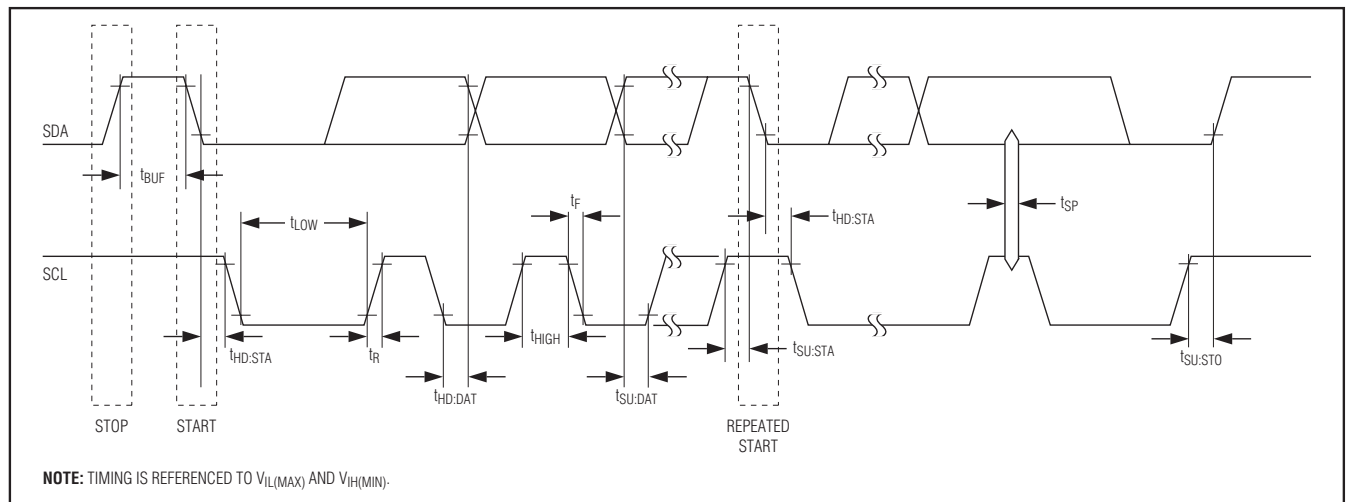 SDA
tBUF
tLOW
tF
tHD:STA
tSP
SCL
tHD:STA
tR
tHIGH
tHD:DAT
tSU:DAT
tSU:STA
tSU:STO
STOP
START
REPEATED
START
NOTE: TIMING IS REFERENCED TO VIL(MAX) AND VIH(MIN).